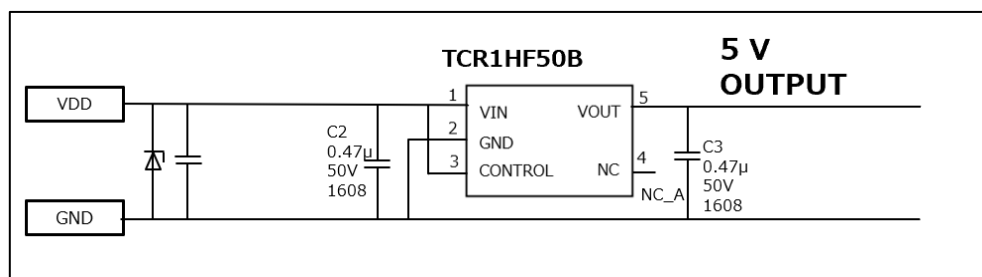 TCR1HF50B
5 V
OUTPUT
VDD
1
VIN
VOUT
5
2
GND
3
CONTROL
NC
4
NC_A
C2
0.47μ
50V
1608
C3
0.47μ
50V
1608
GND